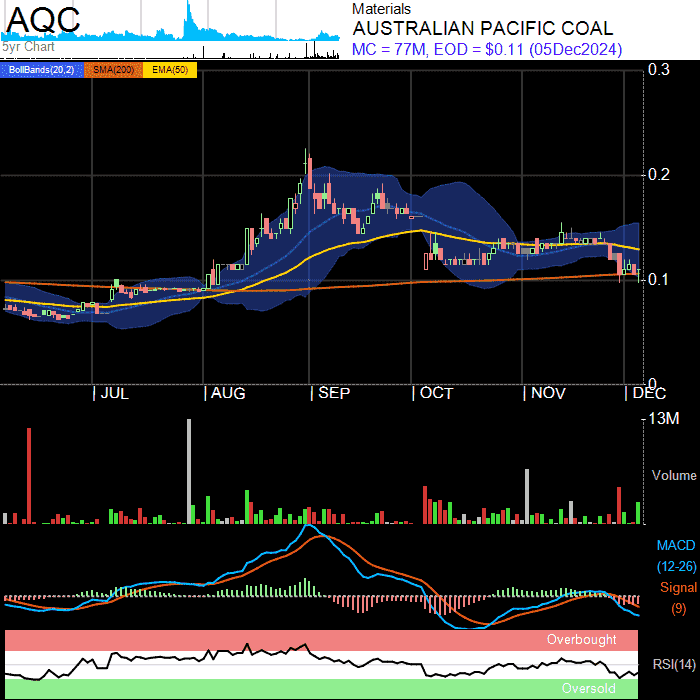 AQC
5yr Chart
Materials
AUSTRALIAN PACIFIC COAL
MC = 77M, EOD = $0.11 (05Dec2024)
BollBands(20,2) SMA(200) EMA(50)
0.3
0.2
0.1
0
| JUL | AUG | SEP | OCT | NOV | DEC
13M
Volume
MACD
(12-26)
Signal
(9)
Overbought
RSI(14)
Oversold